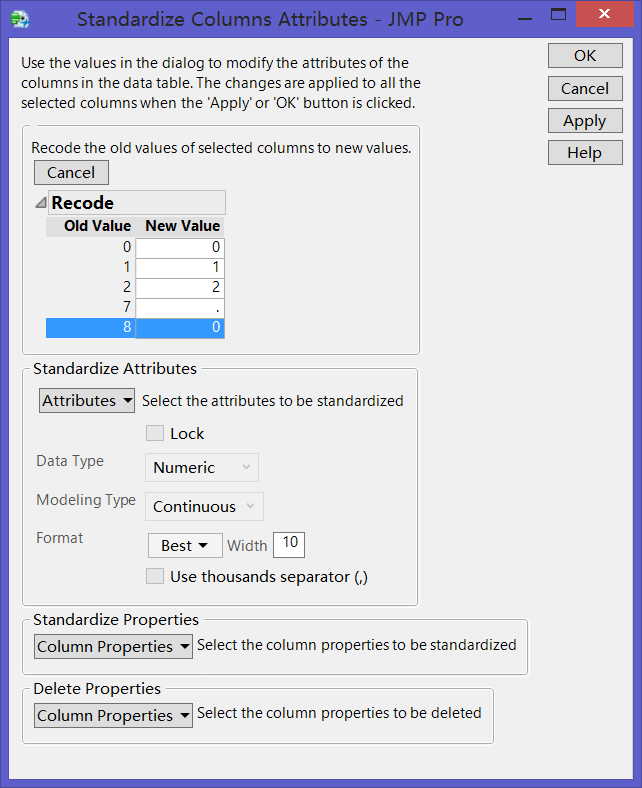 Standardize Columns Attributes - JMP Pro
Use the values in the dialog to modify the attributes of the
columns in the data table. The changes are applied to all the
selected columns when the 'Apply' or 'OK' button is clicked.
OK
Cancel
Apply
Help
Recode the old values of selected columns to new values.
Cancel
Recode
Old Value New Value
0 0
1 1
2 2
7 .
8 0
Standardize Attributes
Attributes Select the attributes to be standardized
Lock
Data Type Numeric
Modeling Type Continuous
Format Best Width 10
Use thousands separator (,)
Standardize Properties
Column Properties Select the column properties to be standardized
Delete Properties
Column Properties Select the column properties to be deleted